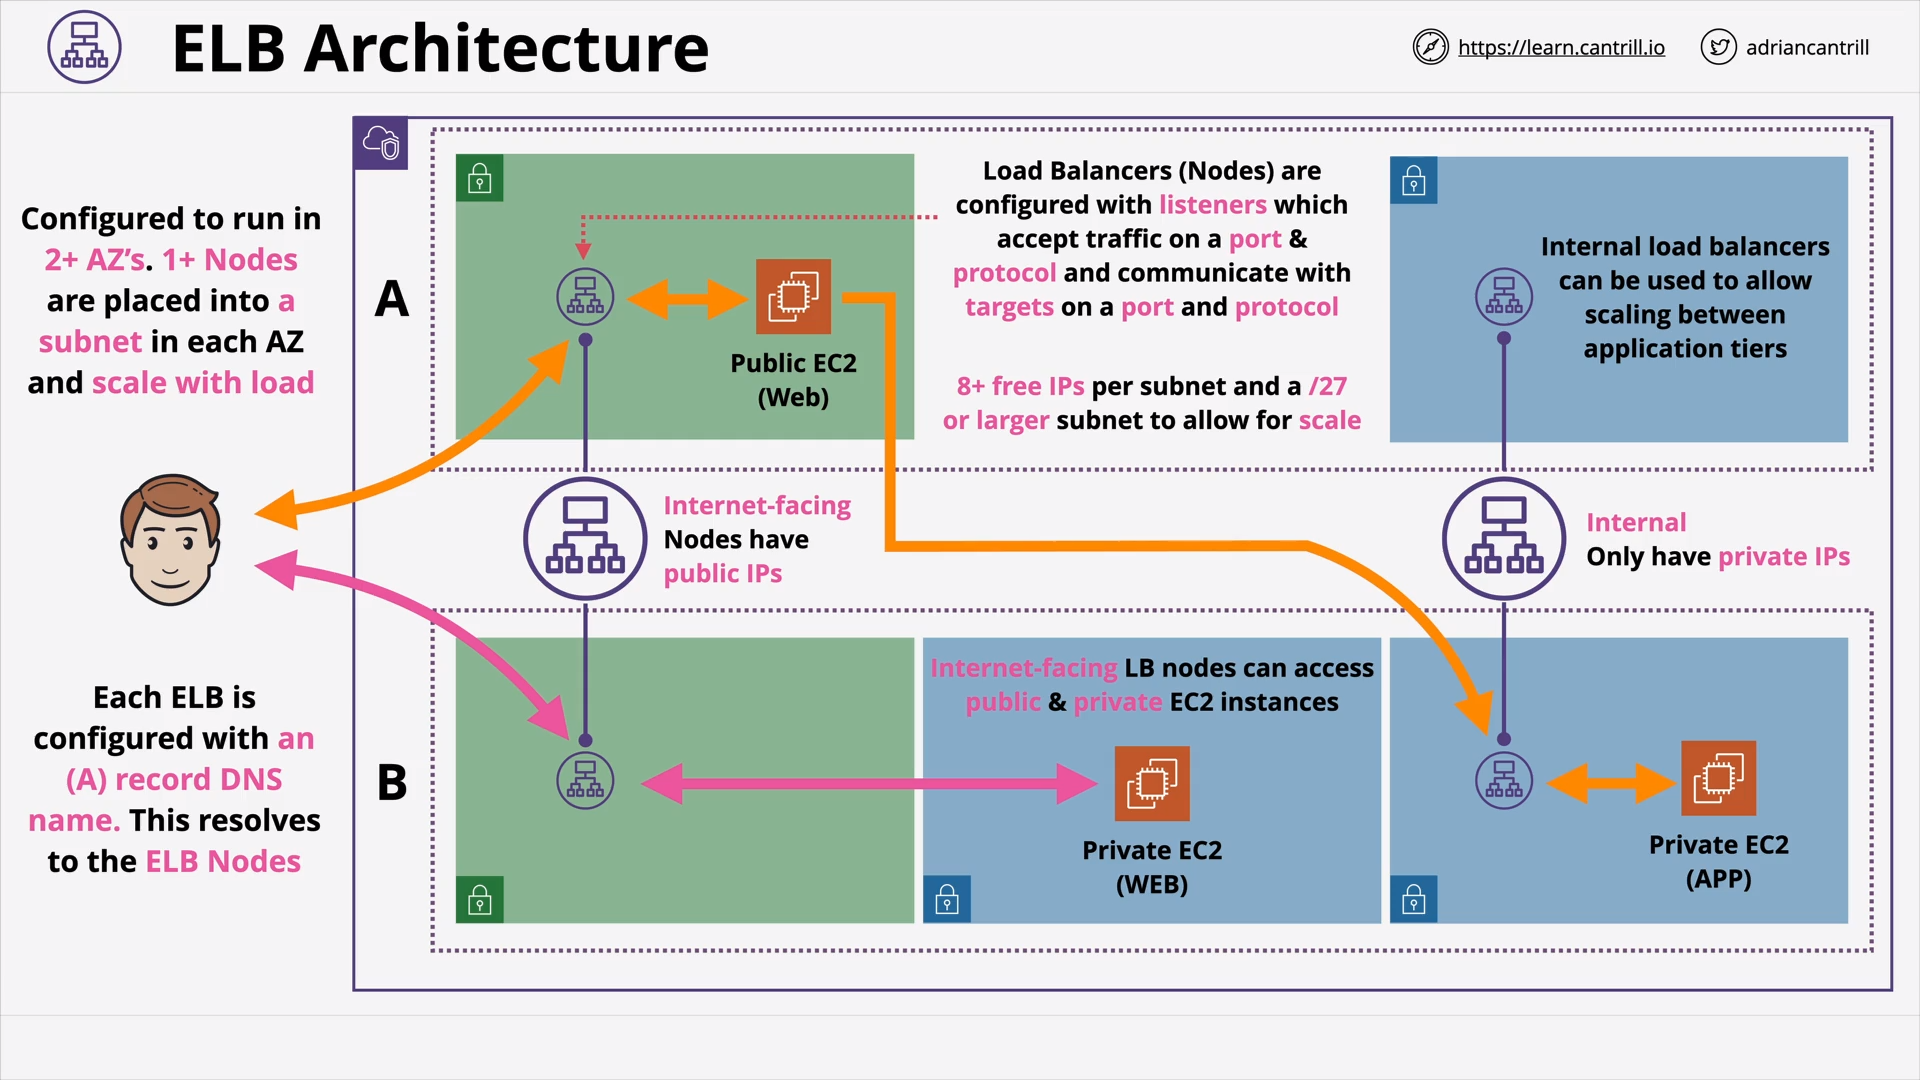 ELB Architecture
https://learn.cantrill.io
adriancantrill
Configured to run in
2+ AZ’s. 1+ Nodes
are placed into a
subnet in each AZ
and scale with load
Each ELB is
configured with an
(A) record DNS
name. This resolves
to the ELB Nodes
A
Public EC2
(Web)
Load Balancers (Nodes) are
configured with listeners which
accept traffic on a port &
protocol and communicate with
targets on a port and protocol
8+ free IPs per subnet and a /27
or larger subnet to allow for scale
Internal load balancers
can be used to allow
scaling between
application tiers
Internet-facing
Nodes have
public IPs
Internal
Only have private IPs
B
Internet-facing LB nodes can access
public & private EC2 instances
Private EC2
(WEB)
Private EC2
(APP)